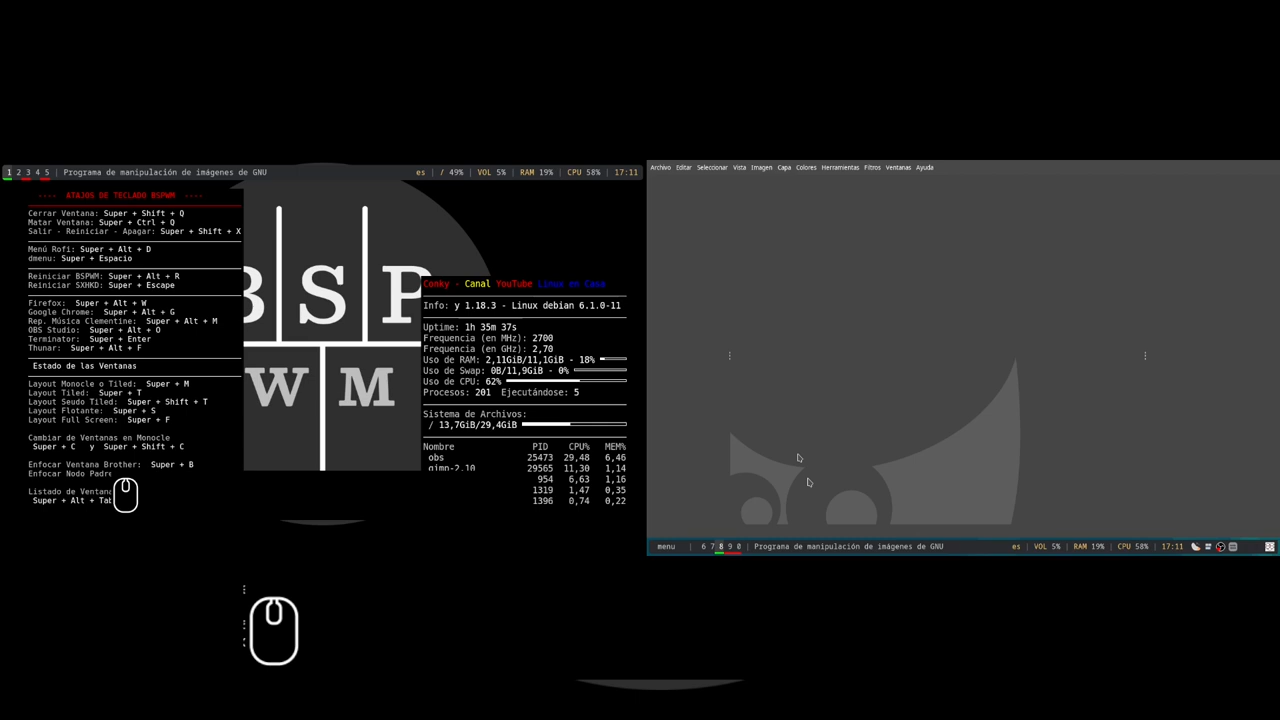 1 2 3 4 5 | Programa de manipulación de imágenes de GNU
es | / 49% | VOL 5% | RAM 19% | CPU 58% | 17:11
---- ATAJOS DE TECLADO BSPWM ----
Cerrar Ventana: Super + Shift + Q
Matar Ventana: Super + Ctrl + Q
Salir - Reiniciar - Apagar: Super + Shift + X
Menú Rofi: Super + Alt + D
dmenu: Super + Espacio
Reiniciar BSPWM: Super + Alt + R
Reiniciar SXHKD: Super + Escape
Firefox: Super + Alt + W
Google Chrome: Super + Alt + G
Rep. Música Clementine: Super + Alt + M
OBS Studio: Super + Alt + O
Terminator: Super + Enter
Thunar: Super + Alt + F
Estado de las Ventanas
Layout Monocle o Tiled: Super + M
Layout Tiled: Super + T
Layout Seudo Tiled: Super + Shift + T
Layout Flotante: Super + S
Layout Full Screen: Super + F
Cambiar de Ventanas en Monocle
Super + C y Super + Shift + C
Enfocar Ventana Brother: Super + B
Enfocar Nodo Padre
Listado de Ventana
Super + Alt + Tab
BSP
WM
Conky - Canal YouTube Linux en Casa
Info: y 1.18.3 - Linux debian 6.1.0-11
Uptime: 1h 35m 37s
Frequencia (en MHz): 2700
Frequencia (en GHz): 2,70
Uso de RAM: 2,11GiB/11,1GiB - 18%
Uso de Swap: 0B/11,9GiB - 0%
Uso de CPU: 62%
Procesos: 201 Ejecutándose: 5
Sistema de Archivos:
/ 13,7GiB/29,4GiB
Nombre PID CPU% MEM%
obs 25473 29,48 6,46
gimp-2.10 29565 11,30 1,14
954 6,63 1,16
1319 1,47 0,35
1396 0,74 0,22
Archivo Editar Seleccionar Vista Imagen Capa Colores Herramientas Filtros Ventanas Ayuda
menu | 6 7 8 9 0 | Programa de manipulación de imágenes de GNU
es | VOL 5% | RAM 19% | CPU 58% | 17:11